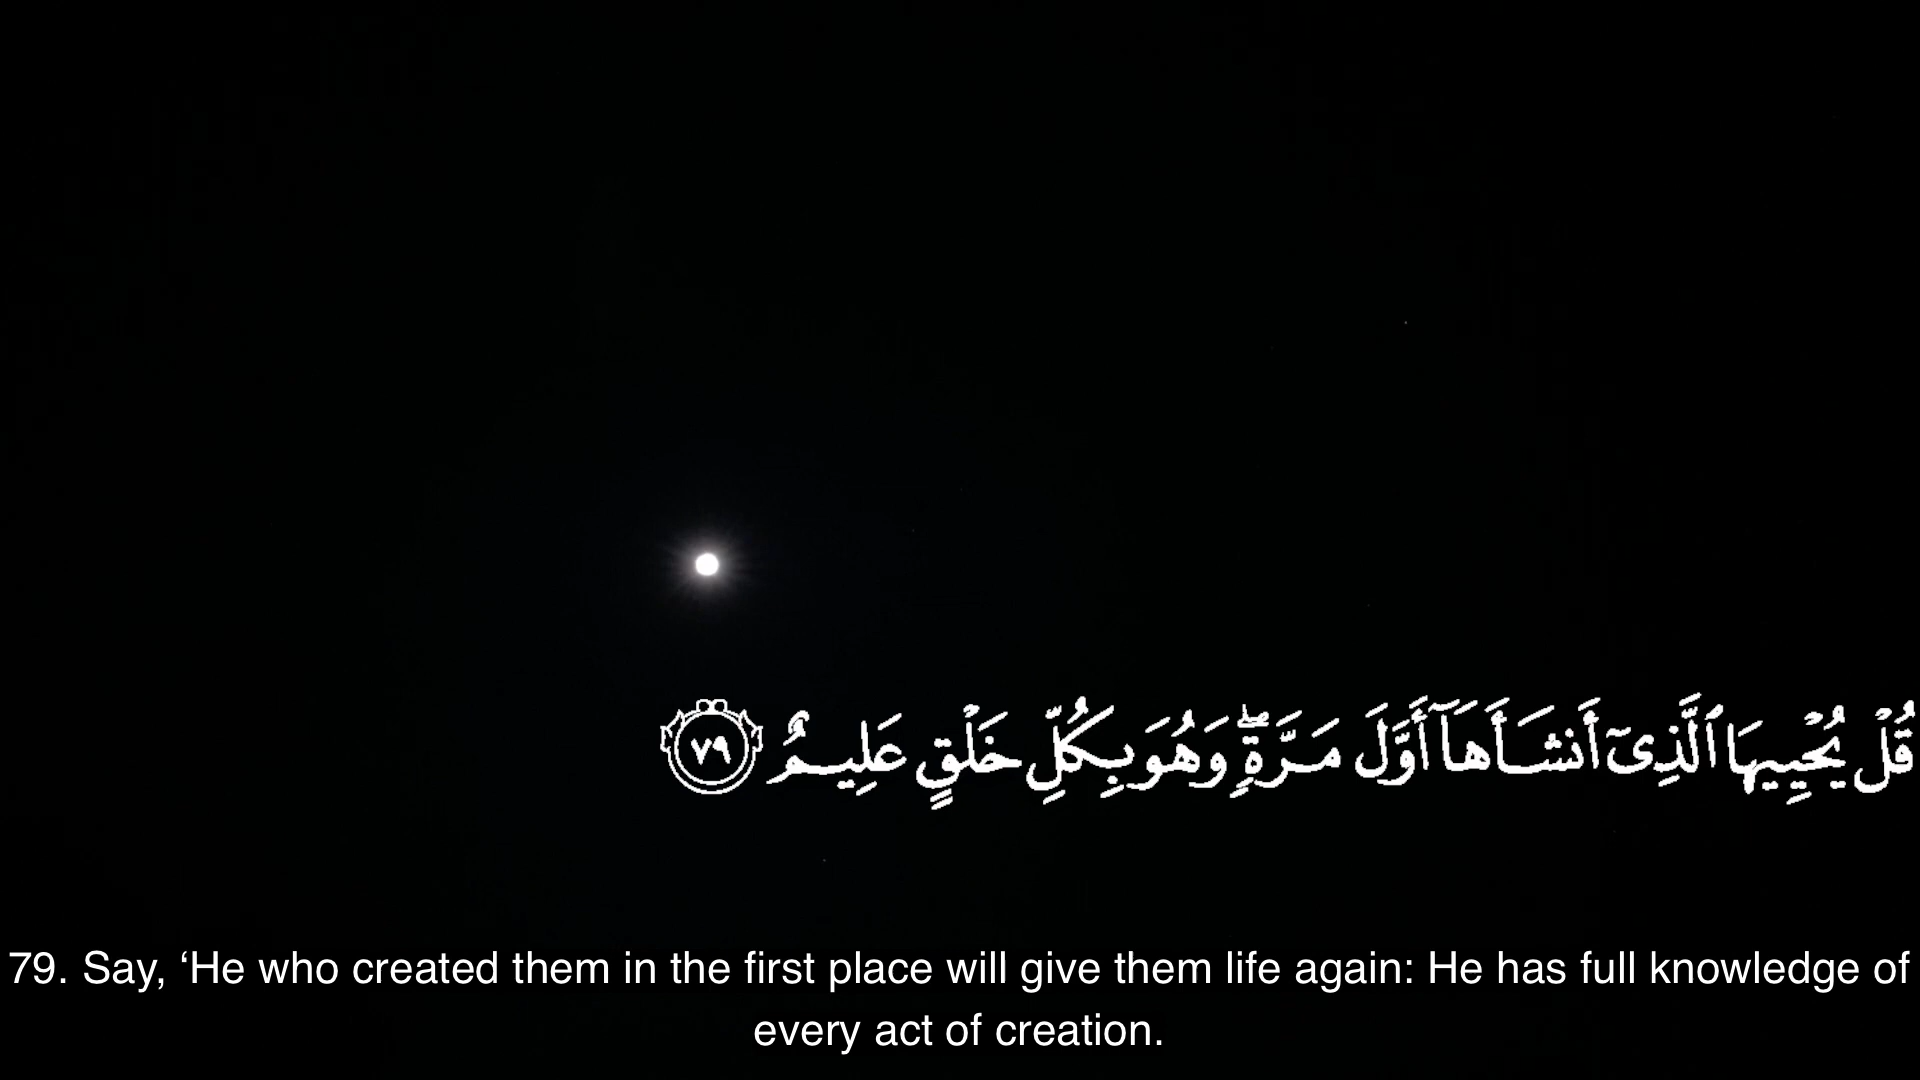 قُلْ يُحْيِيهَا ٱلَّذِىٓ أَنشَأَهَآ أَوَّلَ مَرَّةٍۢ ۖ وَهُوَ بِكُلِّ خَلْقٍ عَلِيمٌ ٧٩
79. Say, ‘He who created them in the first place will give them life again: He has full knowledge of
every act of creation.